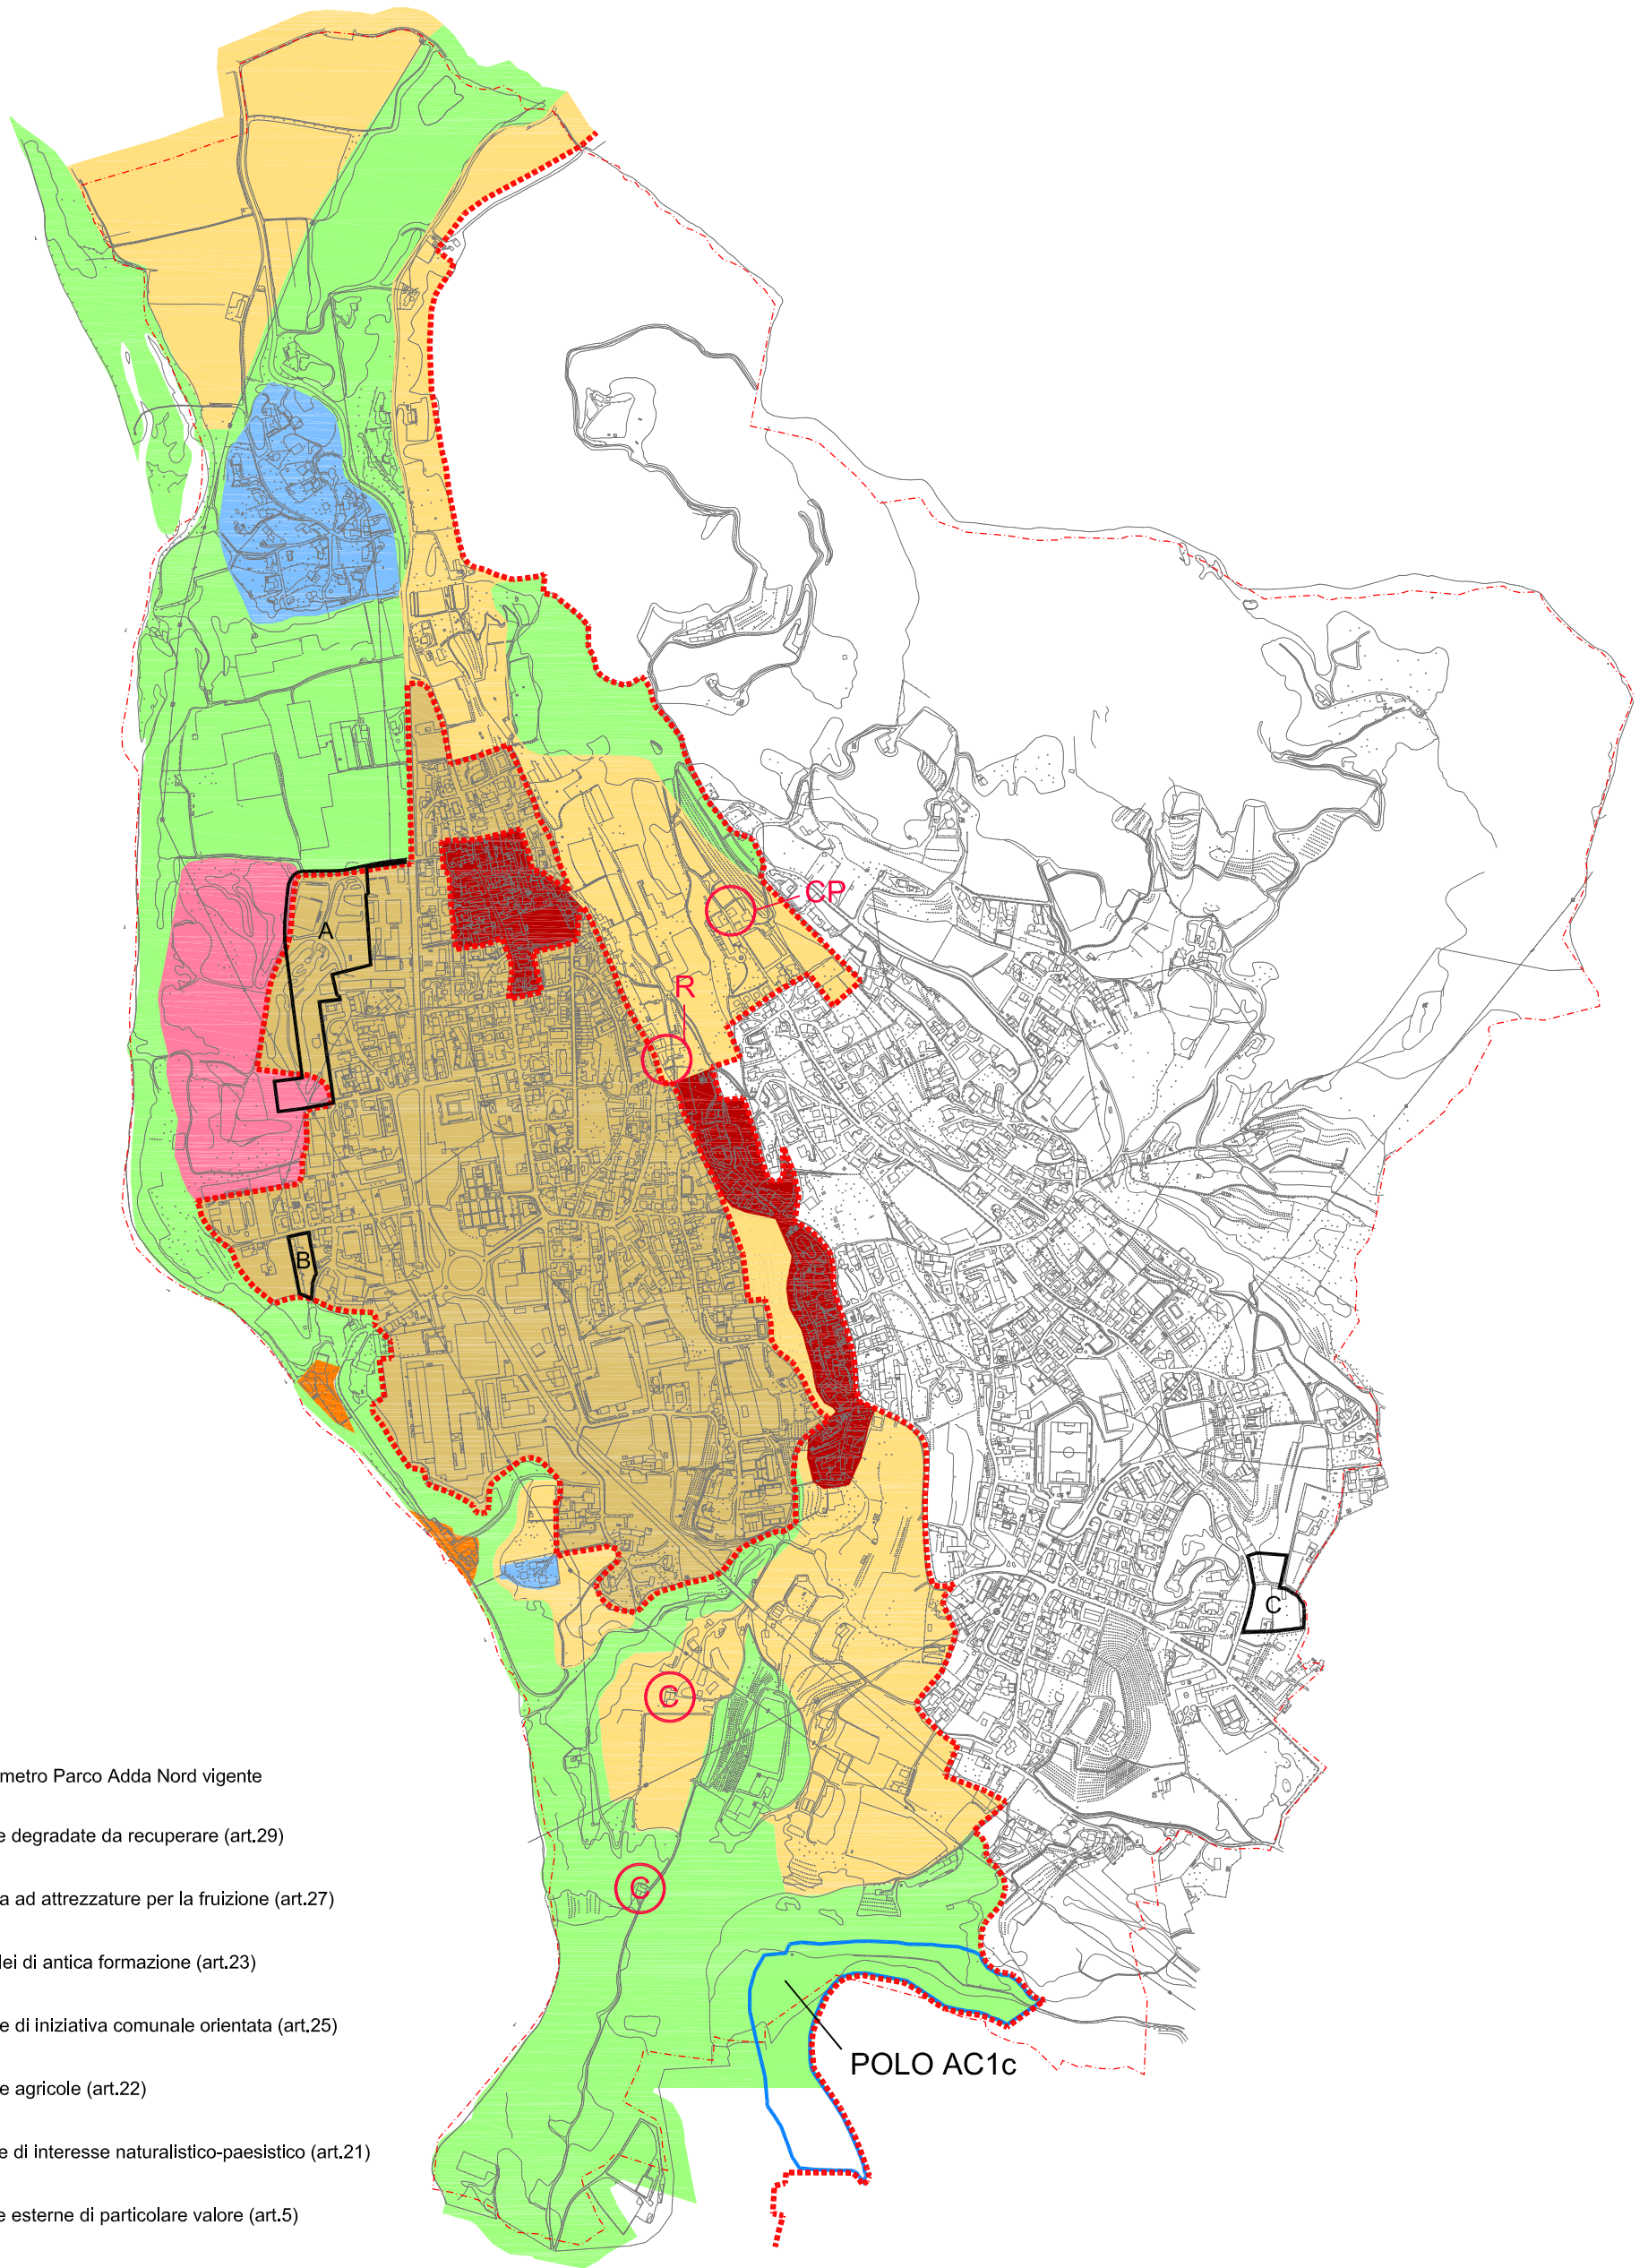 CP
A
R
B
C
C
C
metro Parco Adda Nord vigente
e degradate da recuperare (art.29)
a ad attrezzature per la fruizione (art.27)
lei di antica formazione (art.23)
e di iniziativa comunale orientata (art.25)
POLO AC1c
e agricole (art.22)
e di interesse naturalistico-paesistico (art.21)
e esterne di particolare valore (art.5)